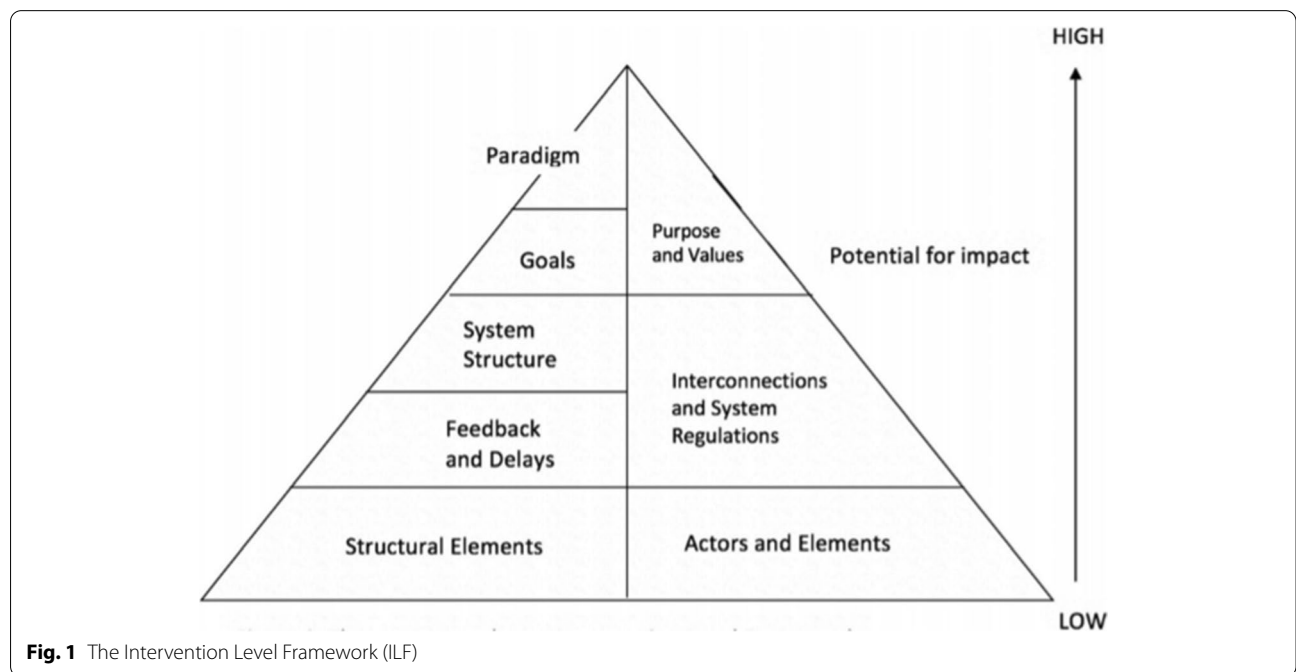 HIGH
Paradigm
Purpose
and Values
Goals
Potential for impact
System
Structure
Interconnections
and System
Regulations
Feedback
and Delays
Structural Elements
Actors and Elements
LOW
Fig. 1 The Intervention Level Framework (ILF)